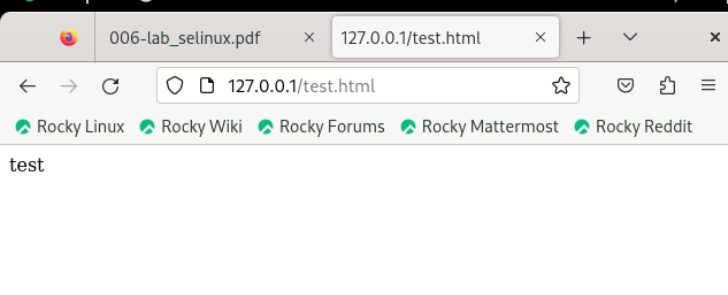 006-lab_selinux.pdf 127.0.0.1/test.html
127.0.0.1/test.html
Rocky Linux Rocky Wiki Rocky Forums Rocky Mattermost Rocky Reddit
test